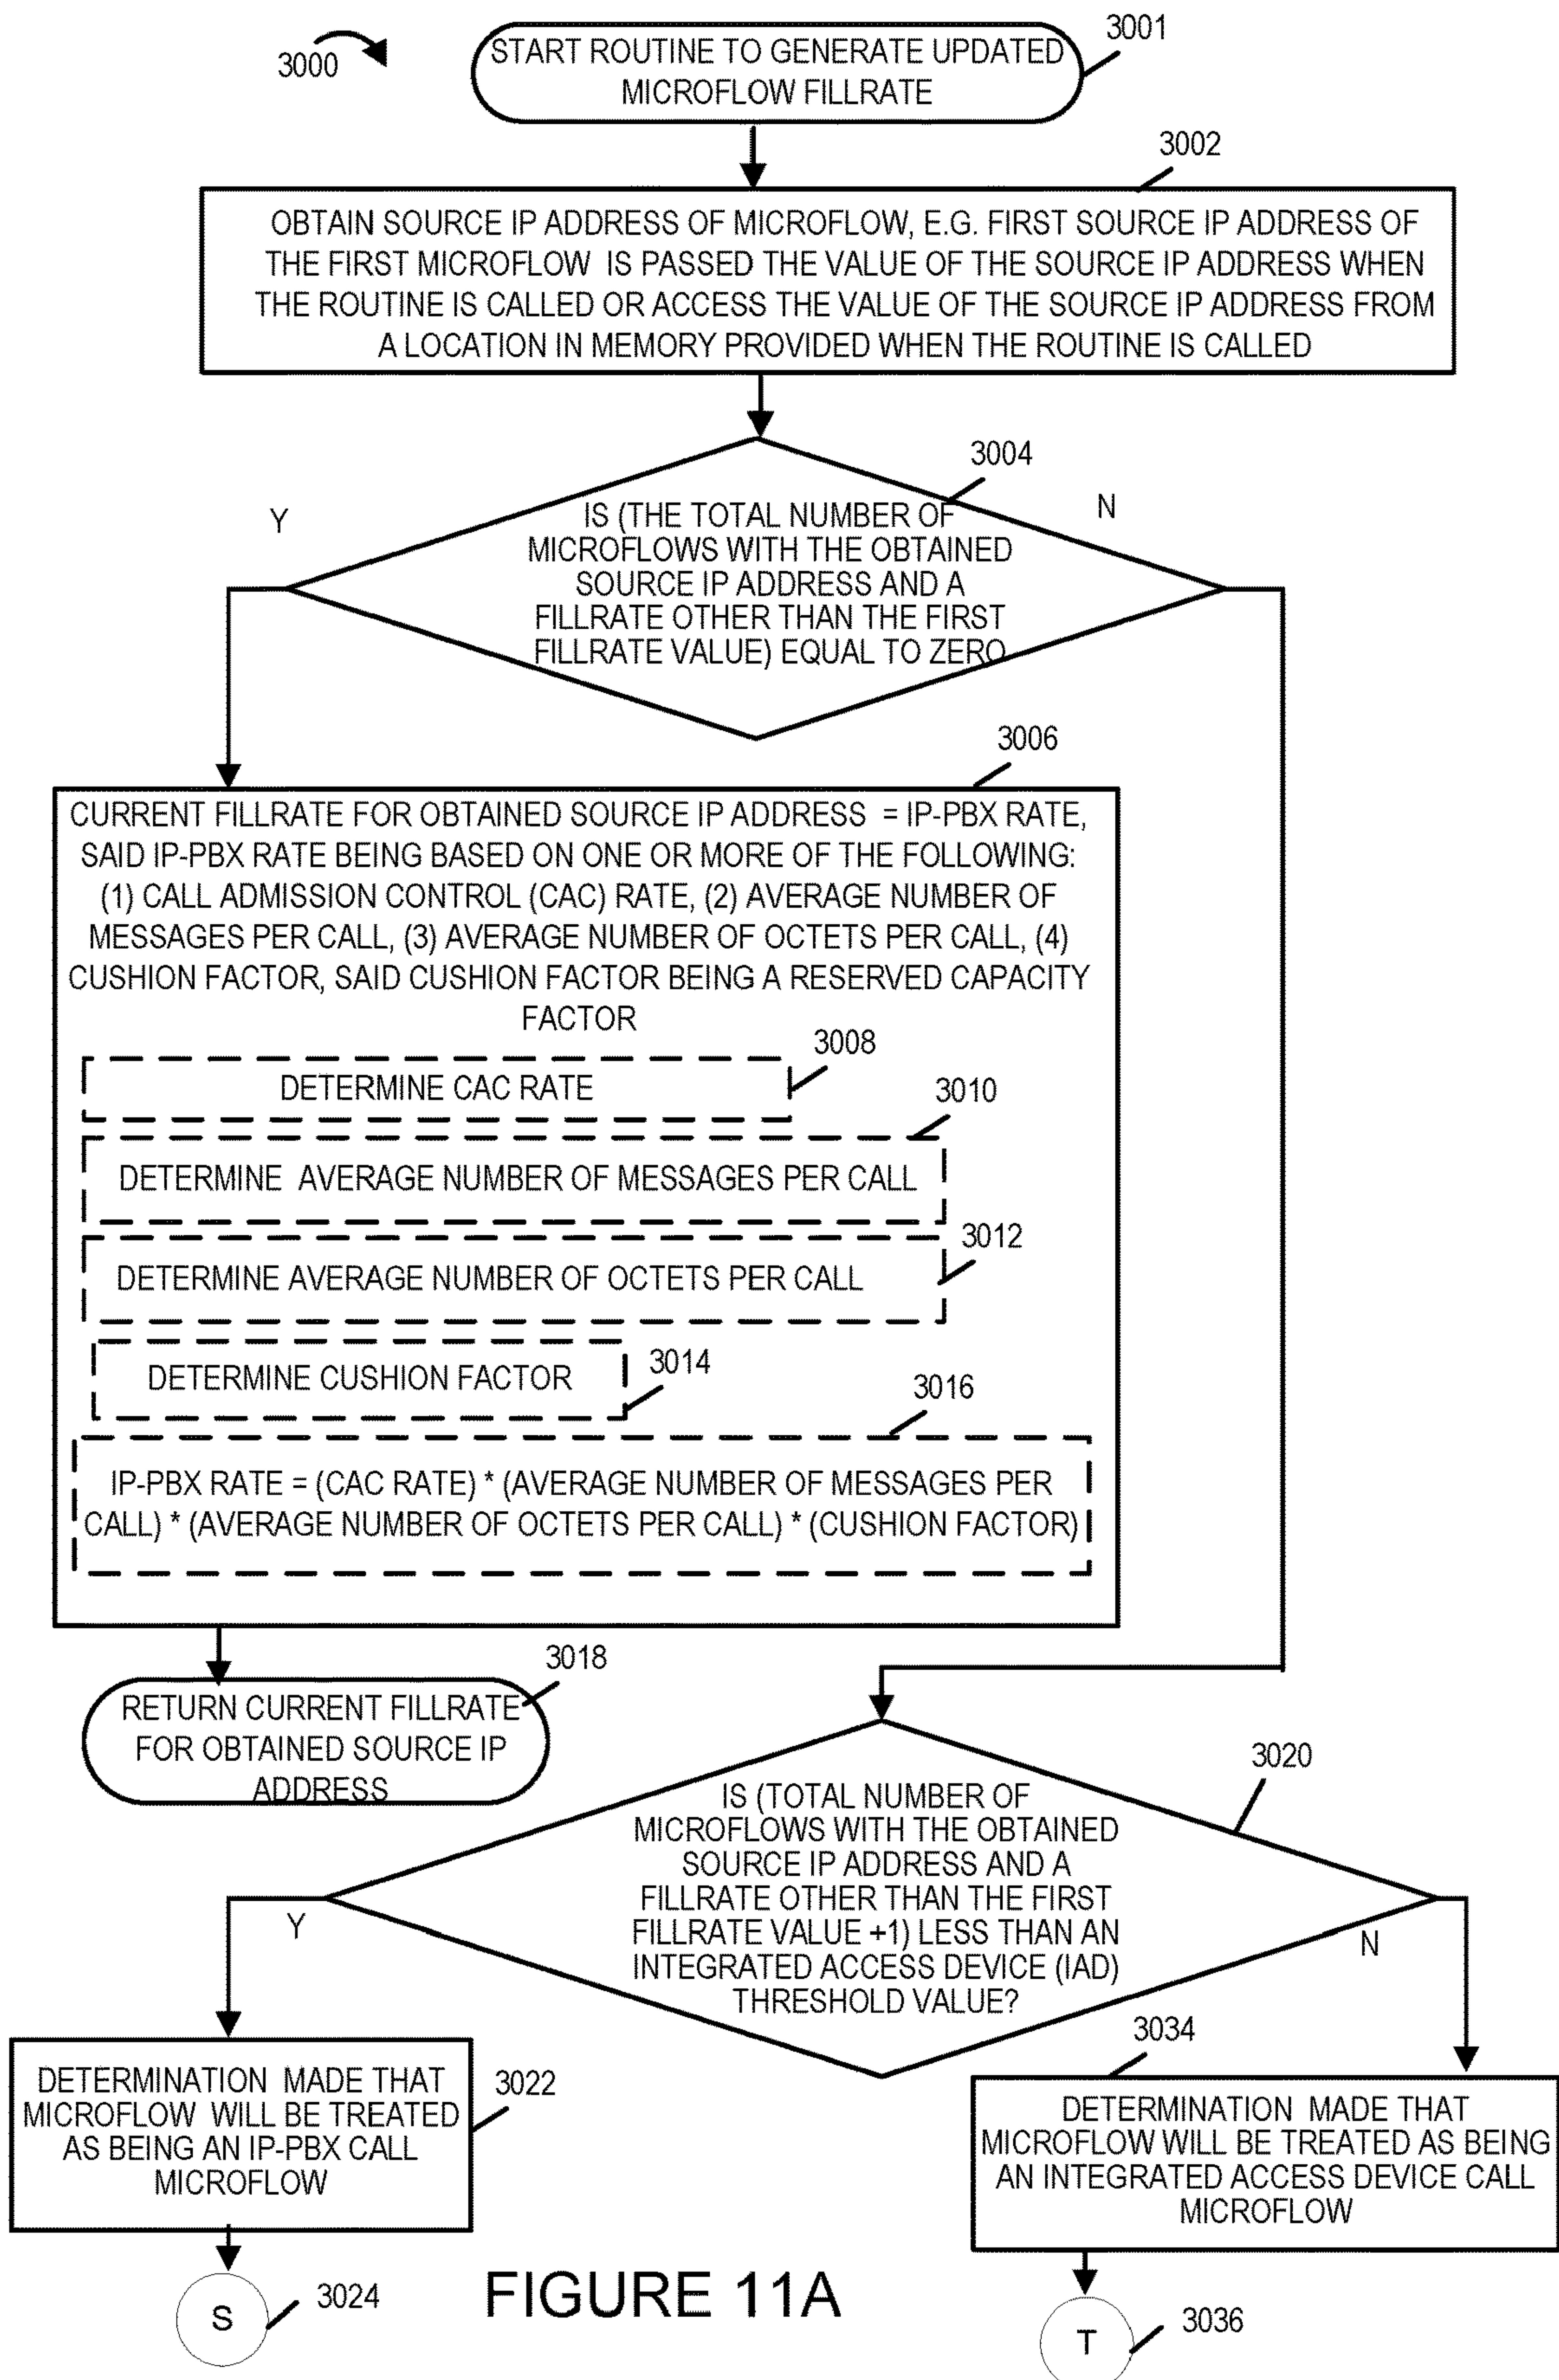 3000
3001
START ROUTINE TO GENERATE UPDATED
MICROFLOW FILLRATE
3002
OBTAIN SOURCE IP ADDRESS OF MICROFLOW, E.G. FIRST SOURCE IP ADDRESS OF
THE FIRST MICROFLOW IS PASSED THE VALUE OF THE SOURCE IP ADDRESS WHEN
THE ROUTINE IS CALLED OR ACCESS THE VALUE OF THE SOURCE IP ADDRESS FROM
A LOCATION IN MEMORY PROVIDED WHEN THE ROUTINE IS CALLED
3004
Y
N
IS (THE TOTAL NUMBER OF
MICROFLOWS WITH THE OBTAINED
SOURCE IP ADDRESS AND A
FILLRATE OTHER THAN THE FIRST
FILLRATE VALUE) EQUAL TO ZERO
3006
CURRENT FILLRATE FOR OBTAINED SOURCE IP ADDRESS = IP-PBX RATE,
SAID IP-PBX RATE BEING BASED ON ONE OR MORE OF THE FOLLOWING:
(1) CALL ADMISSION CONTROL (CAC) RATE, (2) AVERAGE NUMBER OF
MESSAGES PER CALL, (3) AVERAGE NUMBER OF OCTETS PER CALL, (4)
CUSHION FACTOR, SAID CUSHION FACTOR BEING A RESERVED CAPACITY
FACTOR
3008
DETERMINE CAC RATE
3010
DETERMINE AVERAGE NUMBER OF MESSAGES PER CALL
3012
DETERMINE AVERAGE NUMBER OF OCTETS PER CALL
3014
DETERMINE CUSHION FACTOR
3016
IP-PBX RATE = (CAC RATE) * (AVERAGE NUMBER OF MESSAGES PER
CALL) * (AVERAGE NUMBER OF OCTETS PER CALL) * (CUSHION FACTOR)
3018
RETURN CURRENT FILLRATE
FOR OBTAINED SOURCE IP
ADDRESS
3020
IS (TOTAL NUMBER OF
MICROFLOWS WITH THE OBTAINED
SOURCE IP ADDRESS AND A
FILLRATE OTHER THAN THE FIRST
FILLRATE VALUE +1) LESS THAN AN
INTEGRATED ACCESS DEVICE (IAD)
THRESHOLD VALUE?
Y
N
3022
DETERMINATION MADE THAT
MICROFLOW WILL BE TREATED
AS BEING AN IP-PBX CALL
MICROFLOW
3034
DETERMINATION MADE THAT
MICROFLOW WILL BE TREATED AS BEING
AN INTEGRATED ACCESS DEVICE CALL
MICROFLOW
S
3024
FIGURE 11A
T
3036